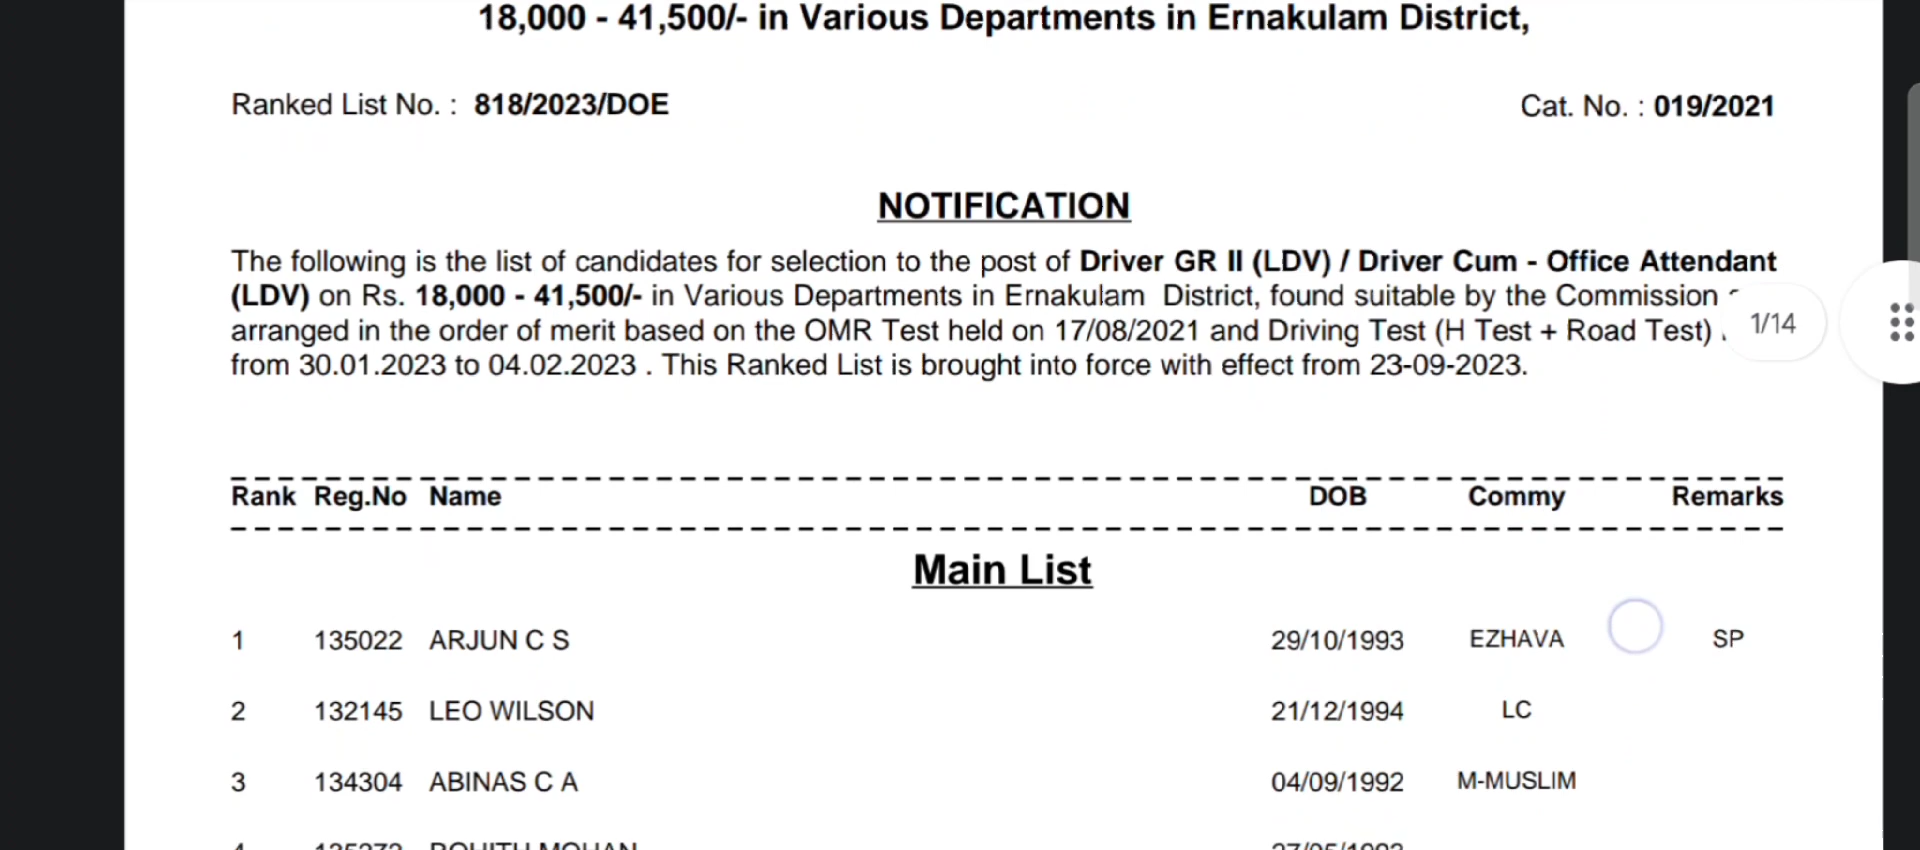 18,000 - 41,500/- in Various Departments in Ernakulam District,
Ranked List No. : 818/2023/DOE Cat. No. : 019/2021
NOTIFICATION
The following is the list of candidates for selection to the post of Driver GR II (LDV) / Driver Cum - Office Attendant
(LDV) on Rs. 18,000 - 41,500/- in Various Departments in Ernakulam District, found suitable by the Commission
arranged in the order of merit based on the OMR Test held on 17/08/2021 and Driving Test (H Test + Road Test)
1/14
from 30.01.2023 to 04.02.2023 . This Ranked List is brought into force with effect from 23-09-2023.
Rank Reg.No Name DOB Commy Remarks
Main List
1 135022 ARJUN C S 29/10/1993 EZHAVA SP
2 132145 LEO WILSON 21/12/1994 LC
3 134304 ABINAS C A 04/09/1992 M-MUSLIM